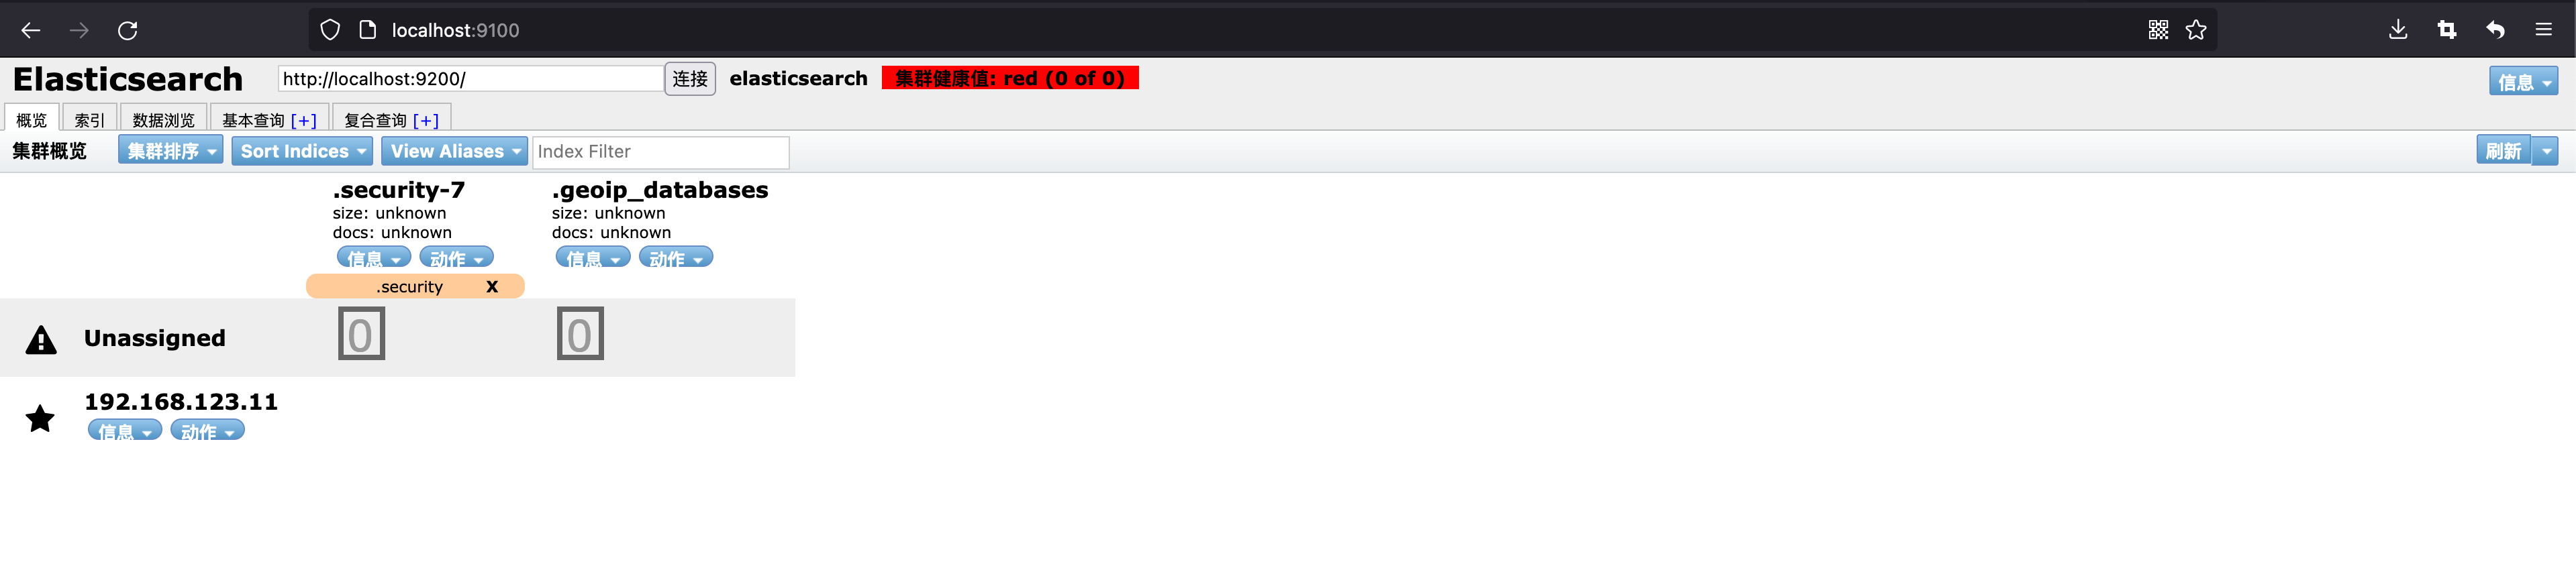 localhost:9100
Elasticsearch http://localhost:9200/ 连接 elasticsearch 集群健康值: red (0 of 0) 信息
概览 索引 数据浏览 基本查询 [+] 复合查询 [+]
集群概览 集群排序 Sort Indices View Aliases Index Filter 刷新
.security-7 .geoip_databases
size: unknown size: unknown
docs: unknown docs: unknown
信息 动作 信息 动作
.security X
Unassigned 0 0
192.168.123.11
信息 动作